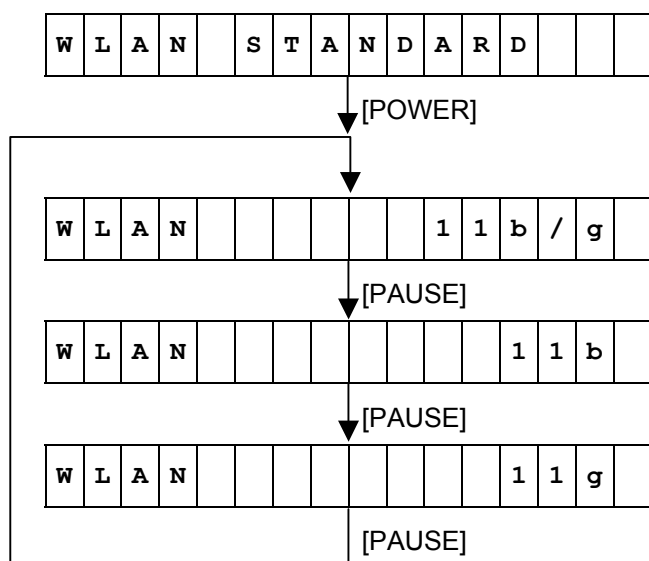 WLAN STANDARD
[POWER]
WLAN 11b/g
[PAUSE]
WLAN 11b
[PAUSE]
WLAN 11g
[PAUSE]